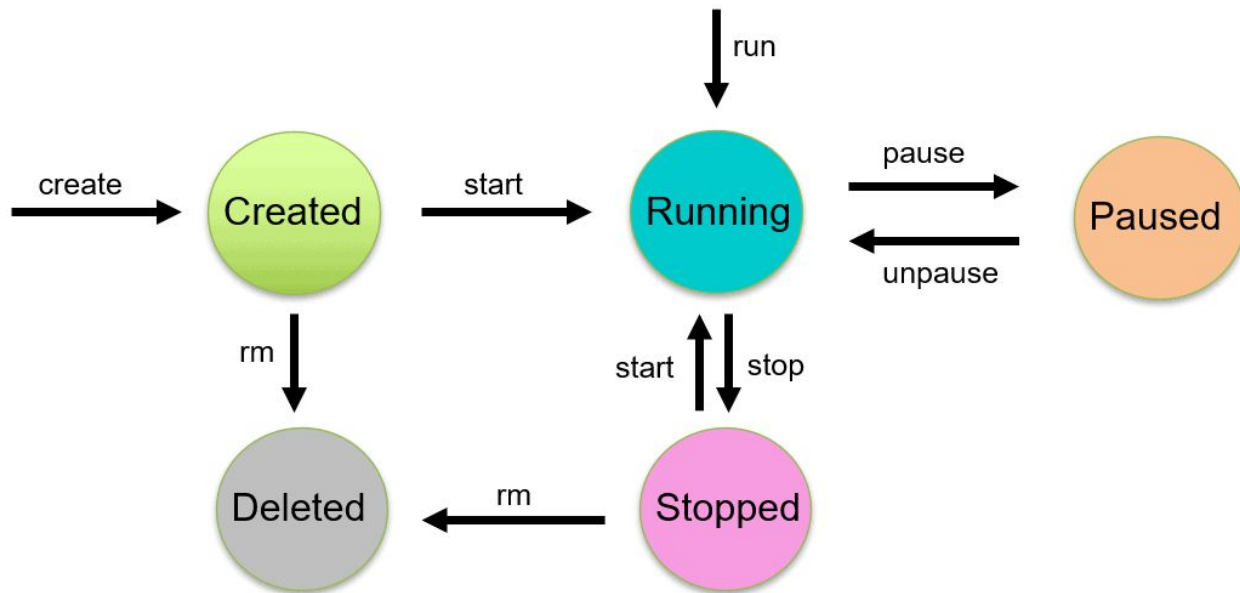 run
create
Created
start
Running
pause
unpause
Paused
rm
start
stop
Deleted
rm
Stopped